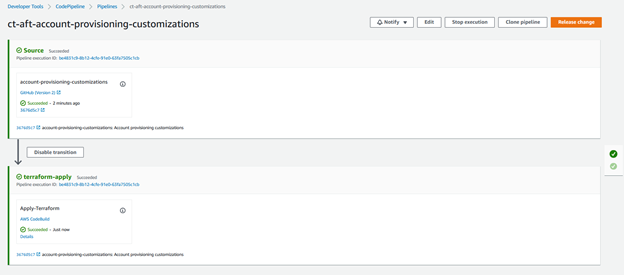 Developer Tools > CodePipeline > Pipelines > ct-aft-account-provisioning-customizations
ct-aft-account-provisioning-customizations
Notify
Edit
Stop execution
Clone pipeline
Release change
Source Succeeded
Pipeline execution ID: be4831c9-8b12-4cfe-91e5-63fa7505c1cb
account-provisioning-customizations
GitHub (Version 2)
Succeeded - 2 minutes ago
3676d5c7
3676d5c7 account-provisioning-customizations: Account provisioning customizations
Disable transition
terraform-apply Succeeded
Pipeline execution ID: be4831c9-8b12-4cfe-91e5-63fa7505c1cb
Apply-Terraform
AWS CodeBuild
Succeeded - Just now
Details
3676d5c7 account-provisioning-customizations: Account provisioning customizations